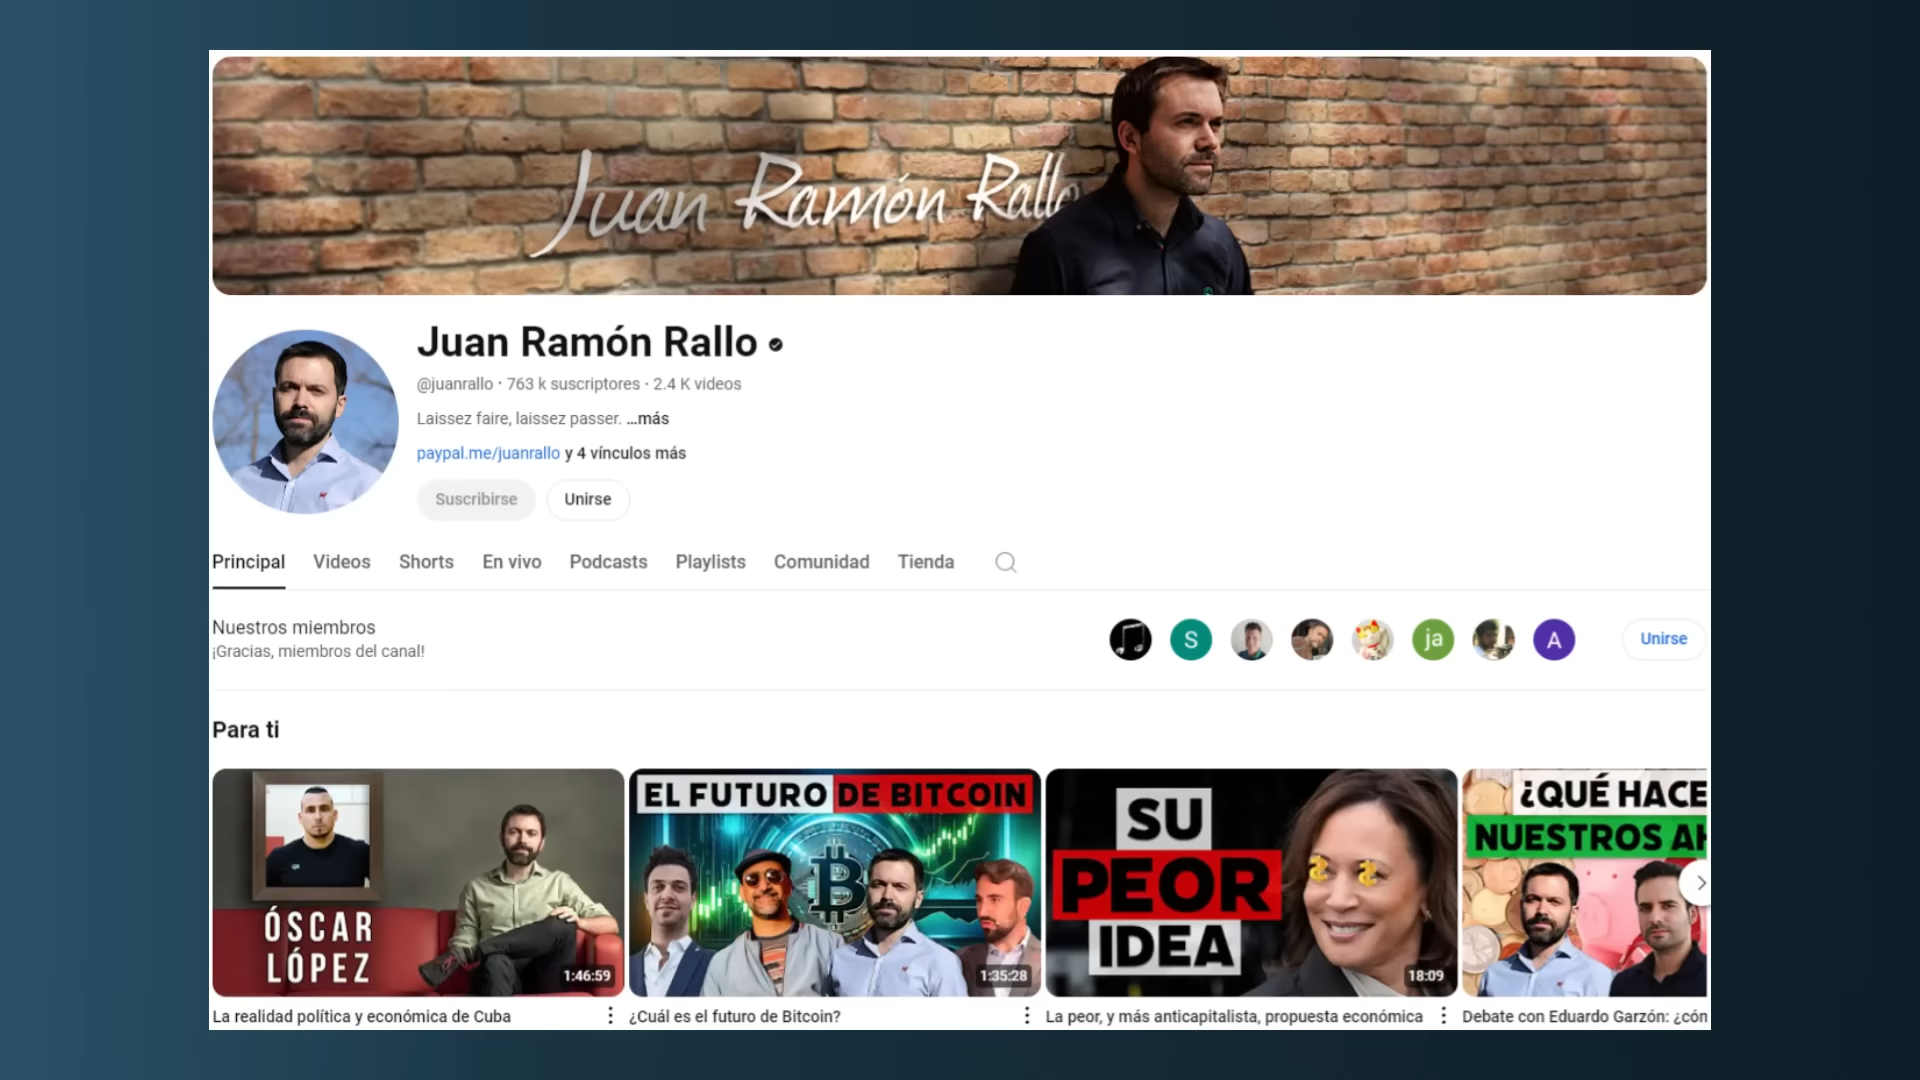 Juan Ramón Rallo
Juan Ramón Rallo
@juanrallo · 763 k suscriptores · 2.4 K videos
Laissez faire, laissez passer. ...más
paypal.me/juanrallo y 4 vínculos más
Suscribirse Unirse
Principal Videos Shorts En vivo Podcasts Playlists Comunidad Tienda
Nuestros miembros
¡Gracias, miembros del canal!
S ja A
Unirse
Para ti
ÓSCAR
LÓPEZ
1:46:59
EL FUTURO DE BITCOIN
1:35:28
SU
PEOR
IDEA
18:09
¿QUÉ HACE
NUESTROS AH
La realidad política y económica de Cuba
¿Cuál es el futuro de Bitcoin?
La peor, y más anticapitalista, propuesta económica
Debate con Eduardo Garzón: ¿cón